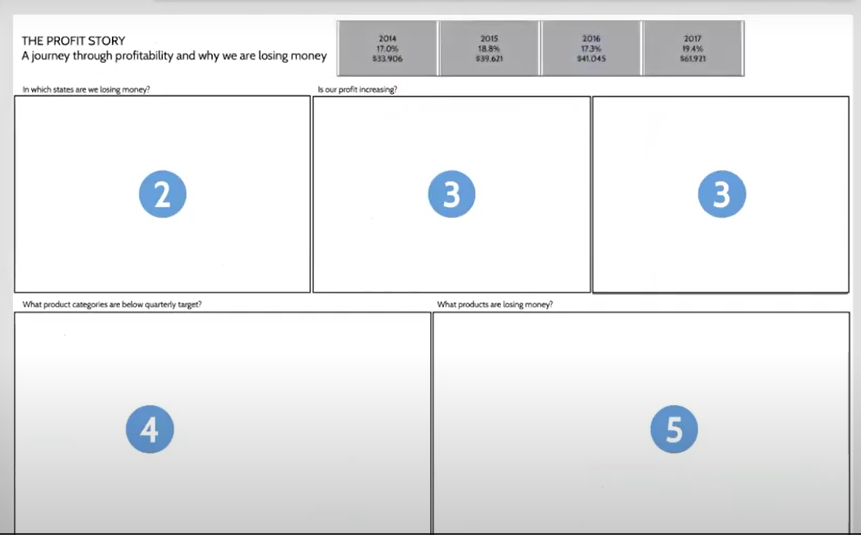 THE PROFIT STORY
A journey through profitability and why we are losing money
2014
17.0%
$33,906
2015
18.8%
$39,621
2016
17.3%
$41,045
2017
19.4%
$61,921
In which states are we losing money?
Is our profit increasing?
2
3
3
What product categories are below quarterly target?
What products are losing money?
4
5